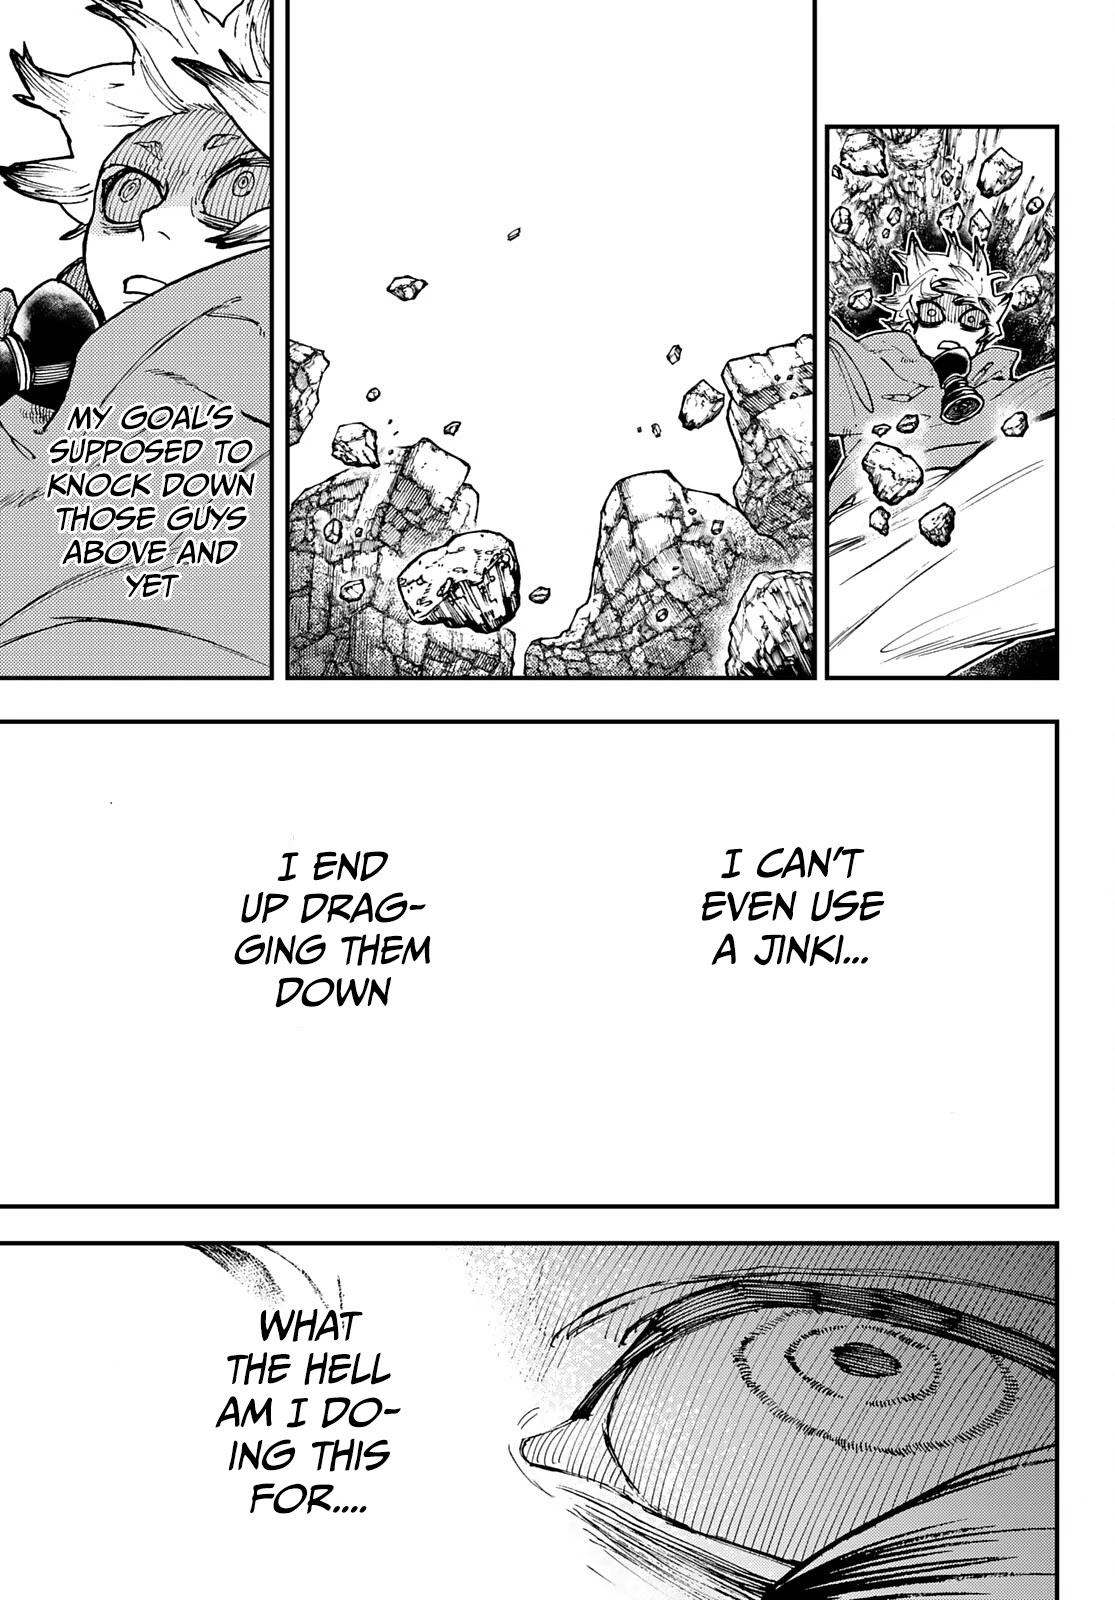 MY GOAL'S
SUPPOSED TO
KNOCK DOWN
THOSE GUYS
ABOVE AND
YET
I CAN'T
EVEN USE
A JINKI...
I END
UP DRAG-
GING THEM
DOWN
WHAT
THE HELL
AM I DO-
ING THIS
FOR....